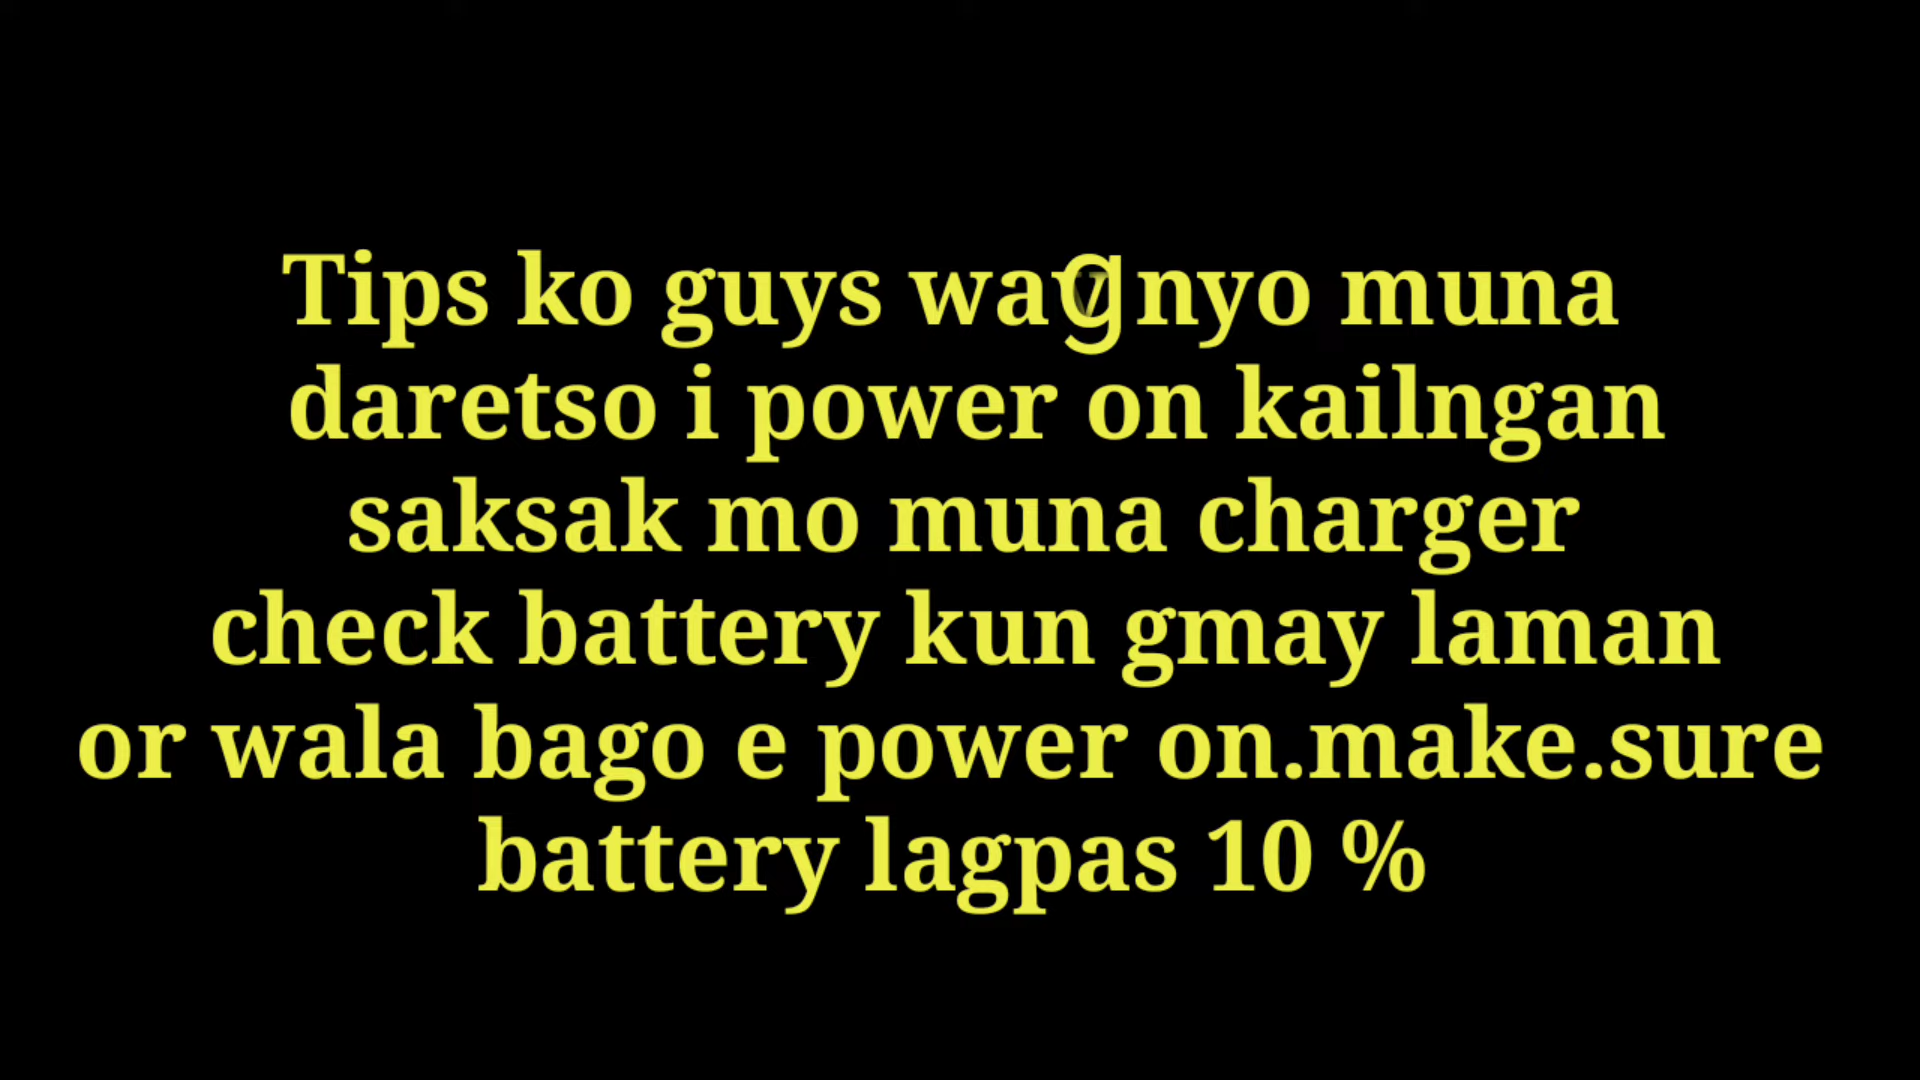 Tips ko guys wag nyo muna
daretso i power on kailngan
saksak mo muna charger
check battery kun gmay laman
or wala bago e power on.make.sure
battery lagpas 10 %